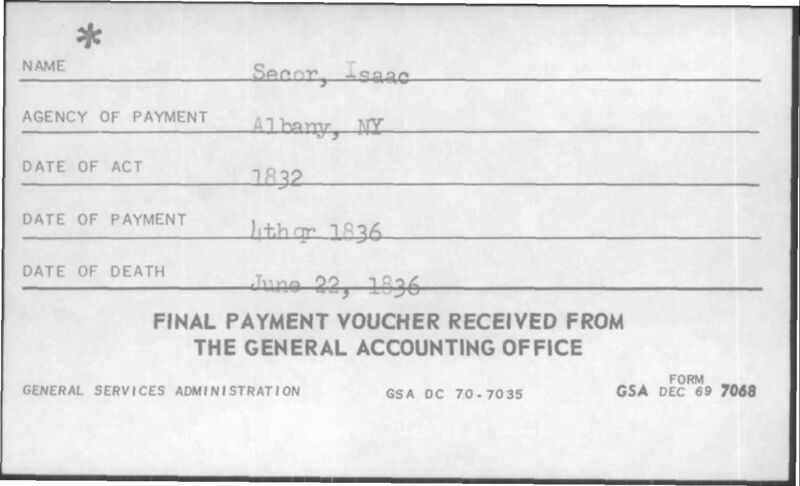 *
NAME Secor, Isaac
AGENCY OF PAYMENT Albany, NY
DATE OF ACT 1832
DATE OF PAYMENT 4th qr 1836
DATE OF DEATH June 22, 1836
FINAL PAYMENT VOUCHER RECEIVED FROM
THE GENERAL ACCOUNTING OFFICE
GENERAL SERVICES ADMINISTRATION GSA DC 70-7035 GSA FORM DEC 69 7068